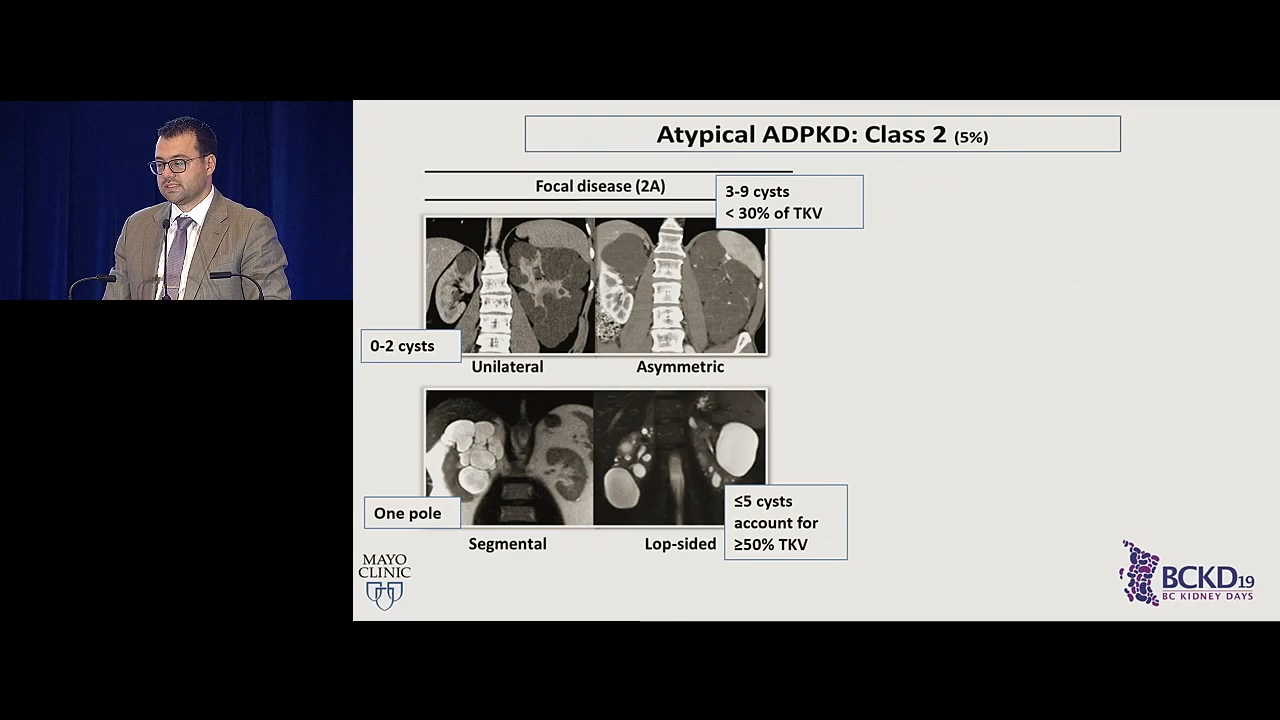 Atypical ADPKD: Class 2 (5%)
Focal disease (2A)
3-9 cysts
< 30% of TKV
0-2 cysts
Unilateral
Asymmetric
One pole
≤5 cysts
account for
≥50% TKV
Segmental
Lop-sided
MAYO
CLINIC
BCKD19
BC KIDNEY DAYS